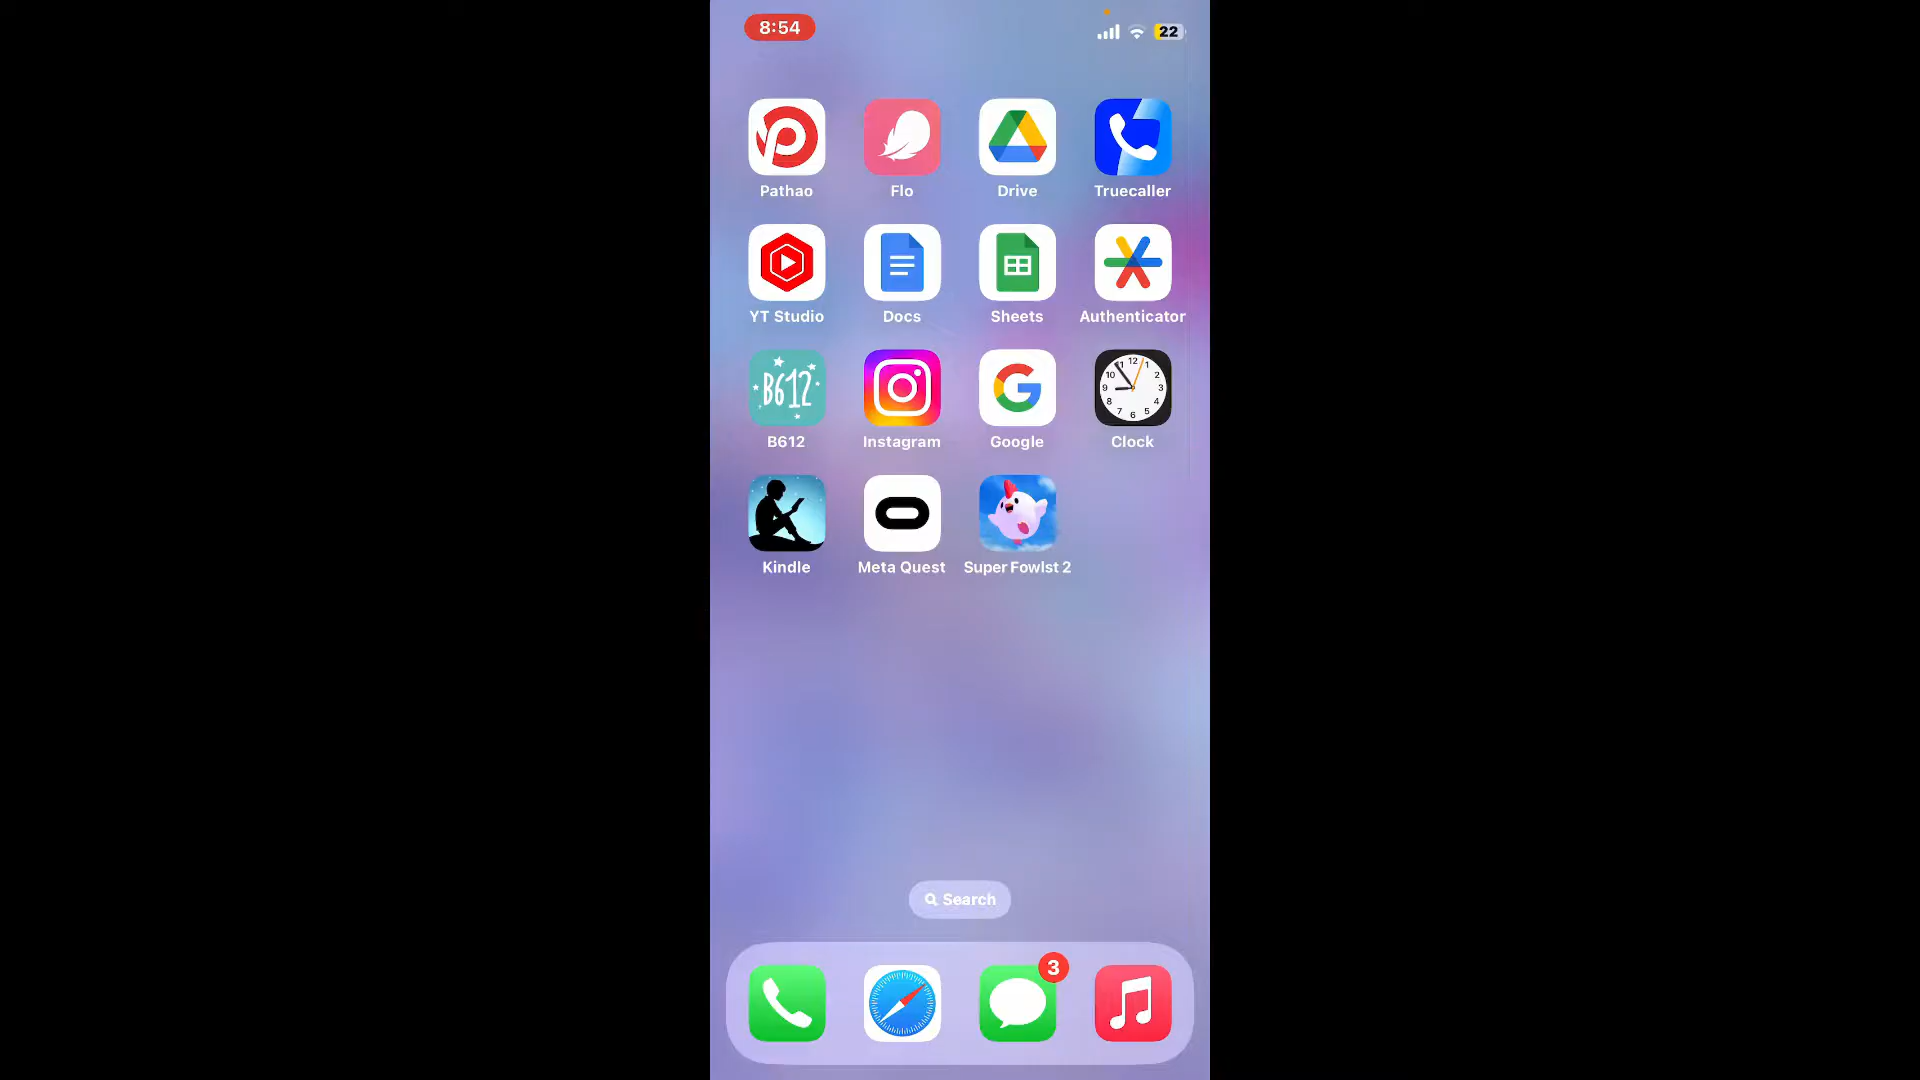 8:54
22
Pathao Flo Drive Truecaller
YT Studio Docs Sheets Authenticator
B612
B612 Instagram Google Clock
Kindle Meta Quest Super Fowlst 2
Search
3